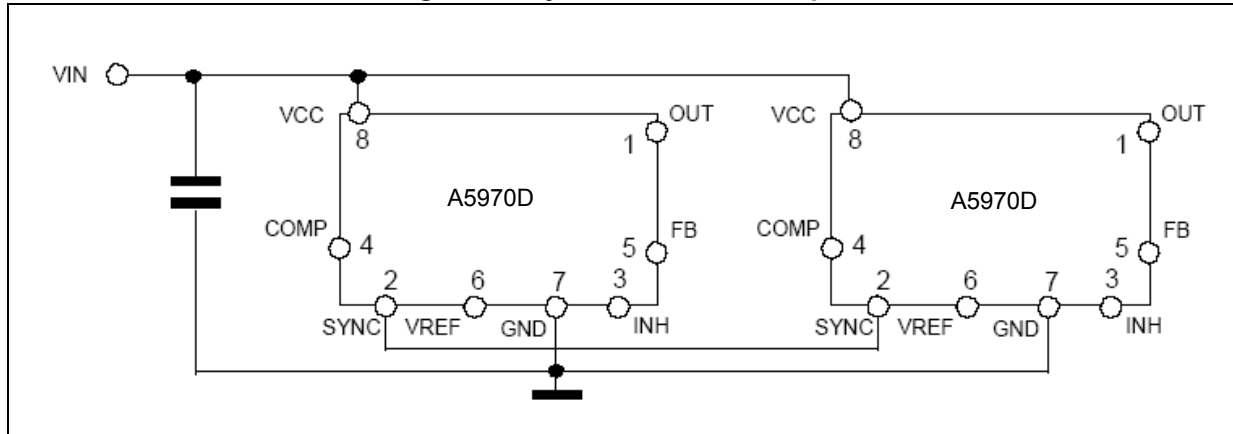 VIN
VCC
8
OUT
1
A5970D
COMP
4
5
FB
2
6
7
3
SYNC
VREF
GND
INH
VCC
8
OUT
1
A5970D
COMP
4
5
FB
2
6
7
3
SYNC
VREF
GND
INH